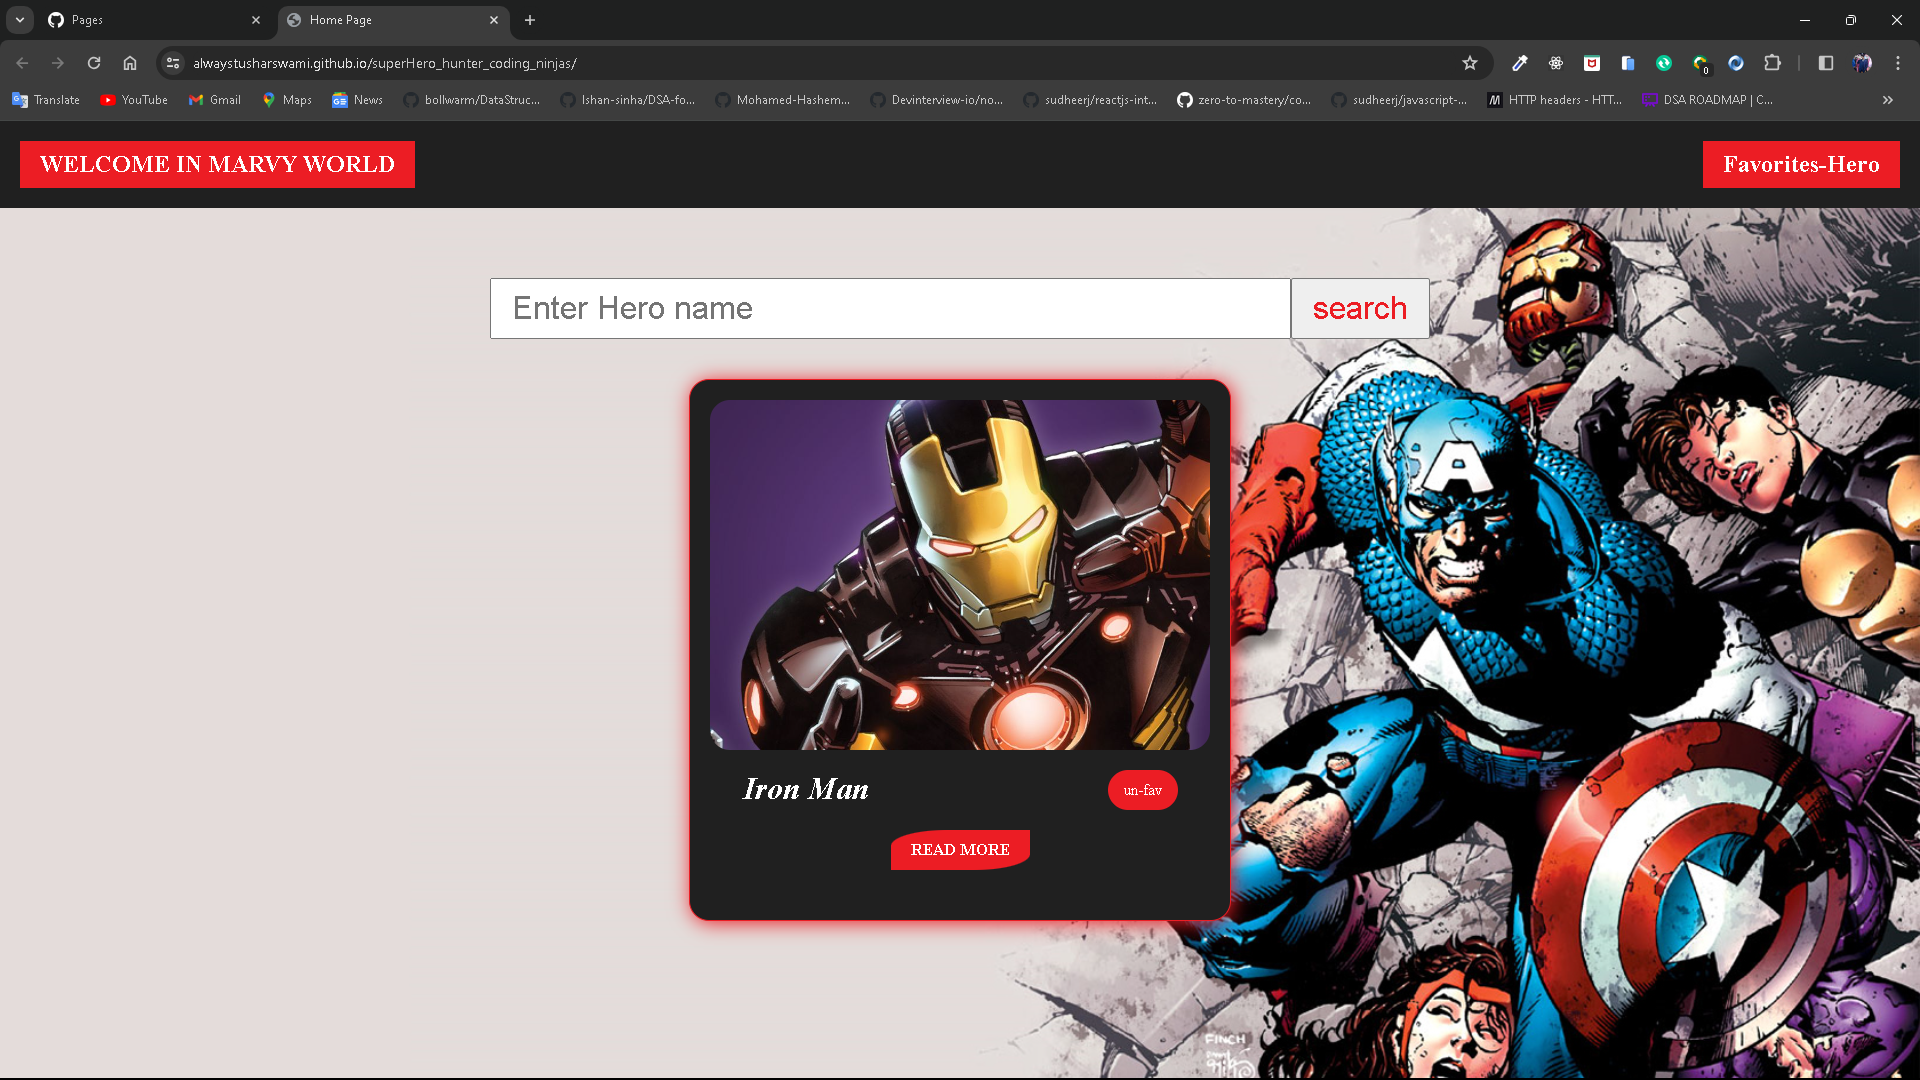 Pages
Home Page
alwaystusharswami.github.io/superHero_hunter_coding_ninjas/
0
Translate
YouTube
Gmail
Maps
News
bollwarm/DataStruc...
Ishan-sinha/DSA-fo...
Mohamed-Hashem...
Devinterview-io/no...
sudheerj/reactjs-int...
zero-to-mastery/co...
sudheerj/javascript-...
HTTP headers - HTT...
DSA ROADMAP | C...
WELCOME IN MARVY WORLD
Favorites-Hero
Enter Hero name
search
A
Iron Man
un-fav
READ MORE
FINCH